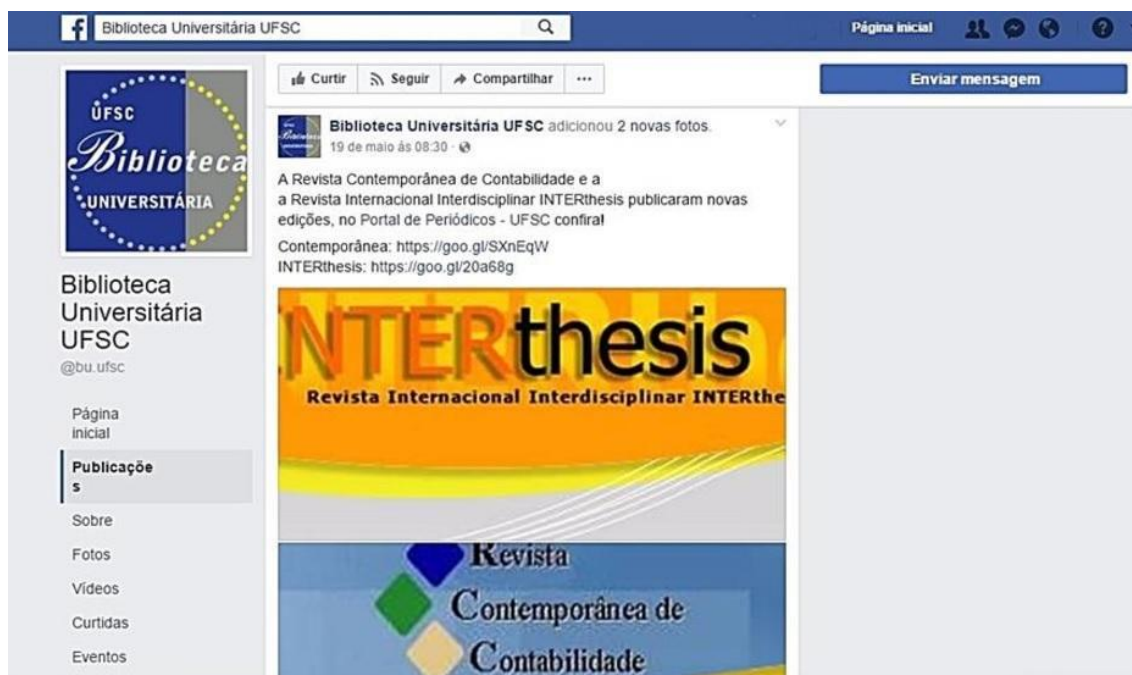 f
Biblioteca Universitária UFSC
Página inicial
?
UFSC
Biblioteca
UNIVERSITÁRIA
Biblioteca
Universitária
UFSC
@bu.ufsc
Página
inicial
Publicaçõe
s
Sobre
Fotos
Vídeos
Curtidas
Eventos
Curtir Seguir Compartilhar ...
Biblioteca Universitária UFSC adicionou 2 novas fotos.
19 de maio às 08:30 ·
A Revista Contemporânea de Contabilidade e a
a Revista Internacional Interdisciplinar INTERthesis publicaram novas
edições, no Portal de Periódicos - UFSC confira!
Contemporânea: https://goo.gl/SXnEqW
INTERthesis: https://goo.gl/20a68g
INTERthesis
Revista Internacional Interdisciplinar INTERthe
Revista
Contemporânea de
Contabilidade
Enviar mensagem